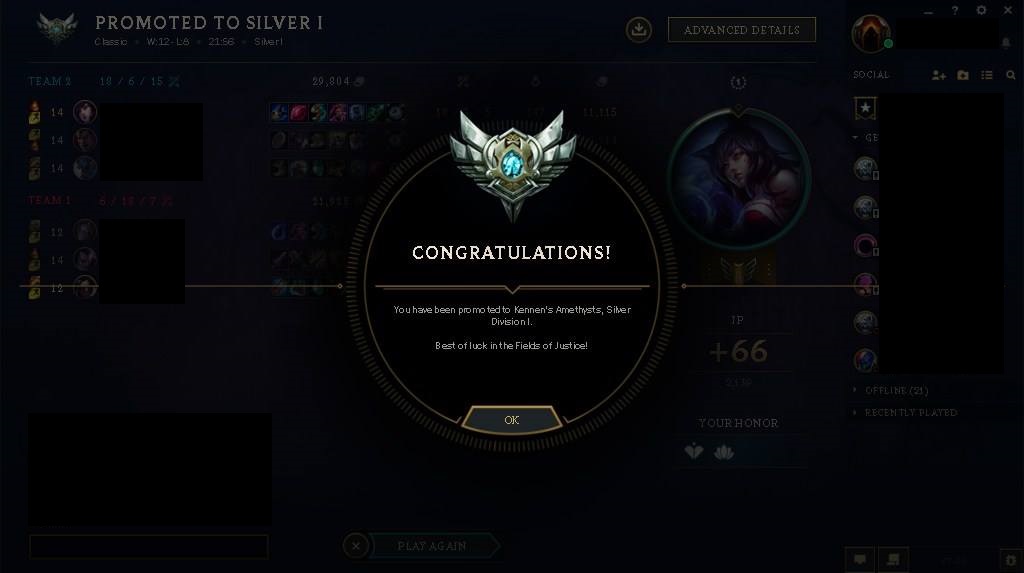 PROMOTED TO SILVER I
Classic • W:12 - L:8 • 21:56 • Silver I
ADVANCED DETAILS
SOCIAL
TEAM 2 18 / 6 / 15 29,804
14
14
14
11,115
TEAM 1 6 / 18 / 7
12
14
12
CONGRATULATIONS!
You have been promoted to Kennen's Amethysts, Silver
Division I.
Best of luck in the Fields of Justice!
OK
IP
+66
2,139
YOUR HONOR
OFFLINE (21)
RECENTLY PLAYED
PLAY AGAIN